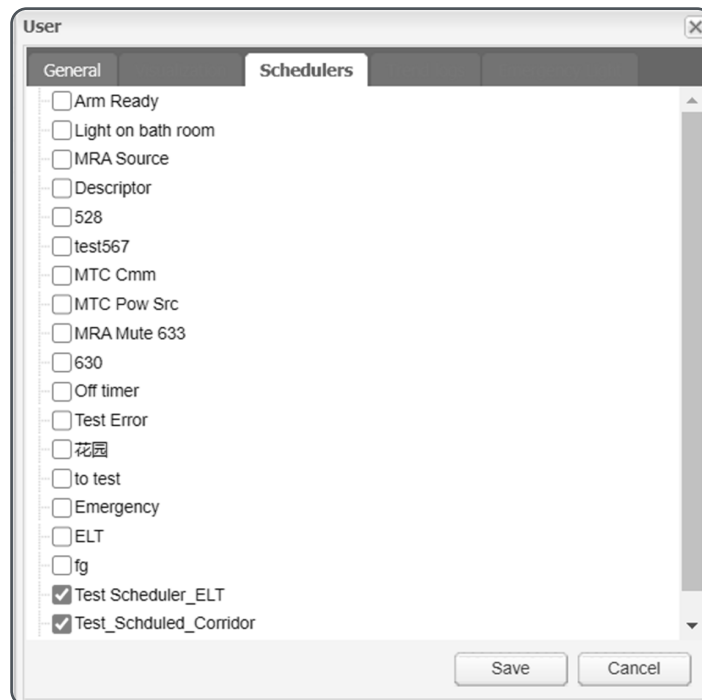 User
General
Schedulers
Arm Ready
Light on bath room
MRA Source
Descriptor
528
test567
MTC Cmm
MTC Pow Src
MRA Mute 633
630
Off timer
Test Error
花园
to test
Emergency
ELT
fg
Test Scheduler_ELT
Test_Schduled_Corridor
Save
Cancel